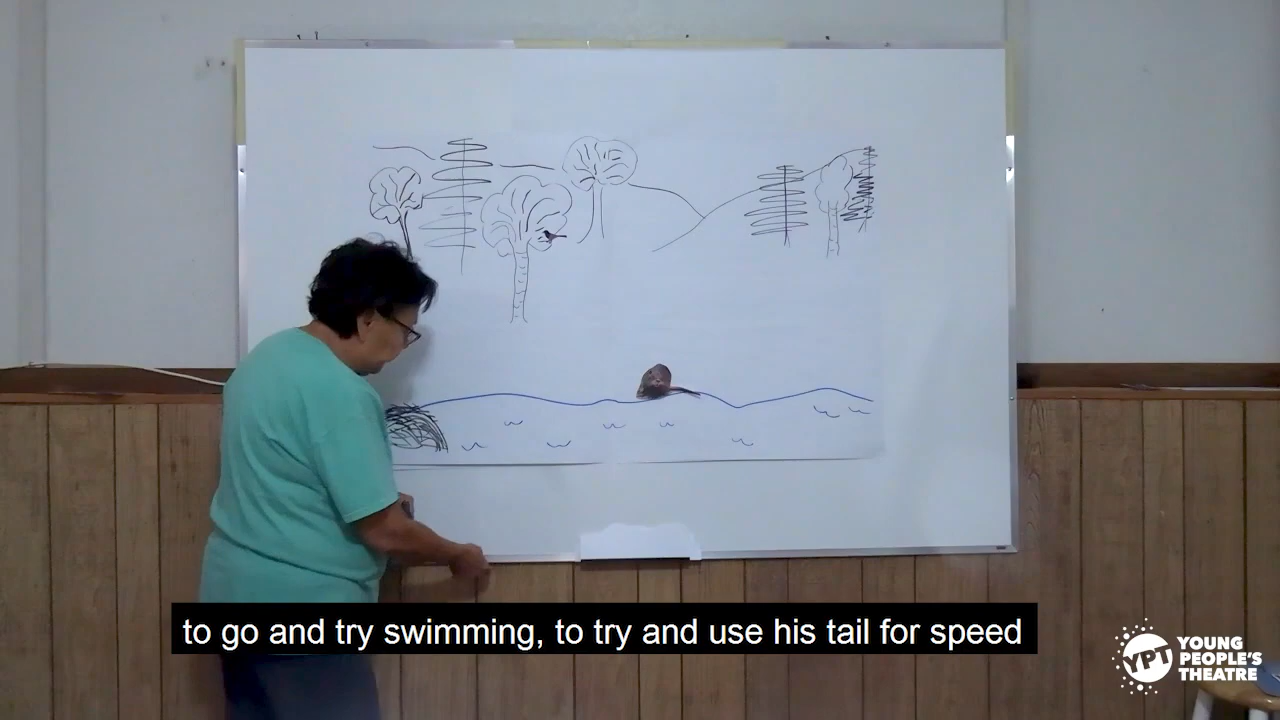 to go and try swimming, to try and use his tail for speed
YPT
YOUNG
PEOPLE'S
THEATRE